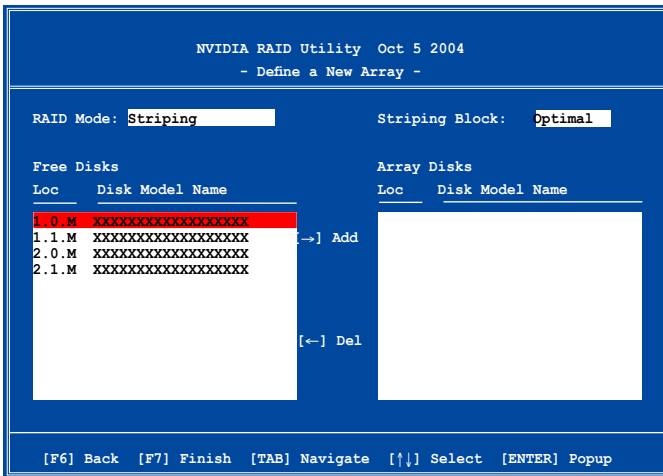 NVIDIA RAID Utility Oct 5 2004
- Define a New Array -
RAID Mode: Striping
Striping Block: Optimal
Free Disks
Loc Disk Model Name
1.0.M XXXXXXXXXXXXXXXXXX
1.1.M XXXXXXXXXXXXXXXXXX
2.0.M XXXXXXXXXXXXXXXXXX
2.1.M XXXXXXXXXXXXXXXXXX
[→] Add
[←] Del
Array Disks
Loc Disk Model Name
[F6] Back [F7] Finish [TAB] Navigate [↑↓] Select [ENTER] Popup